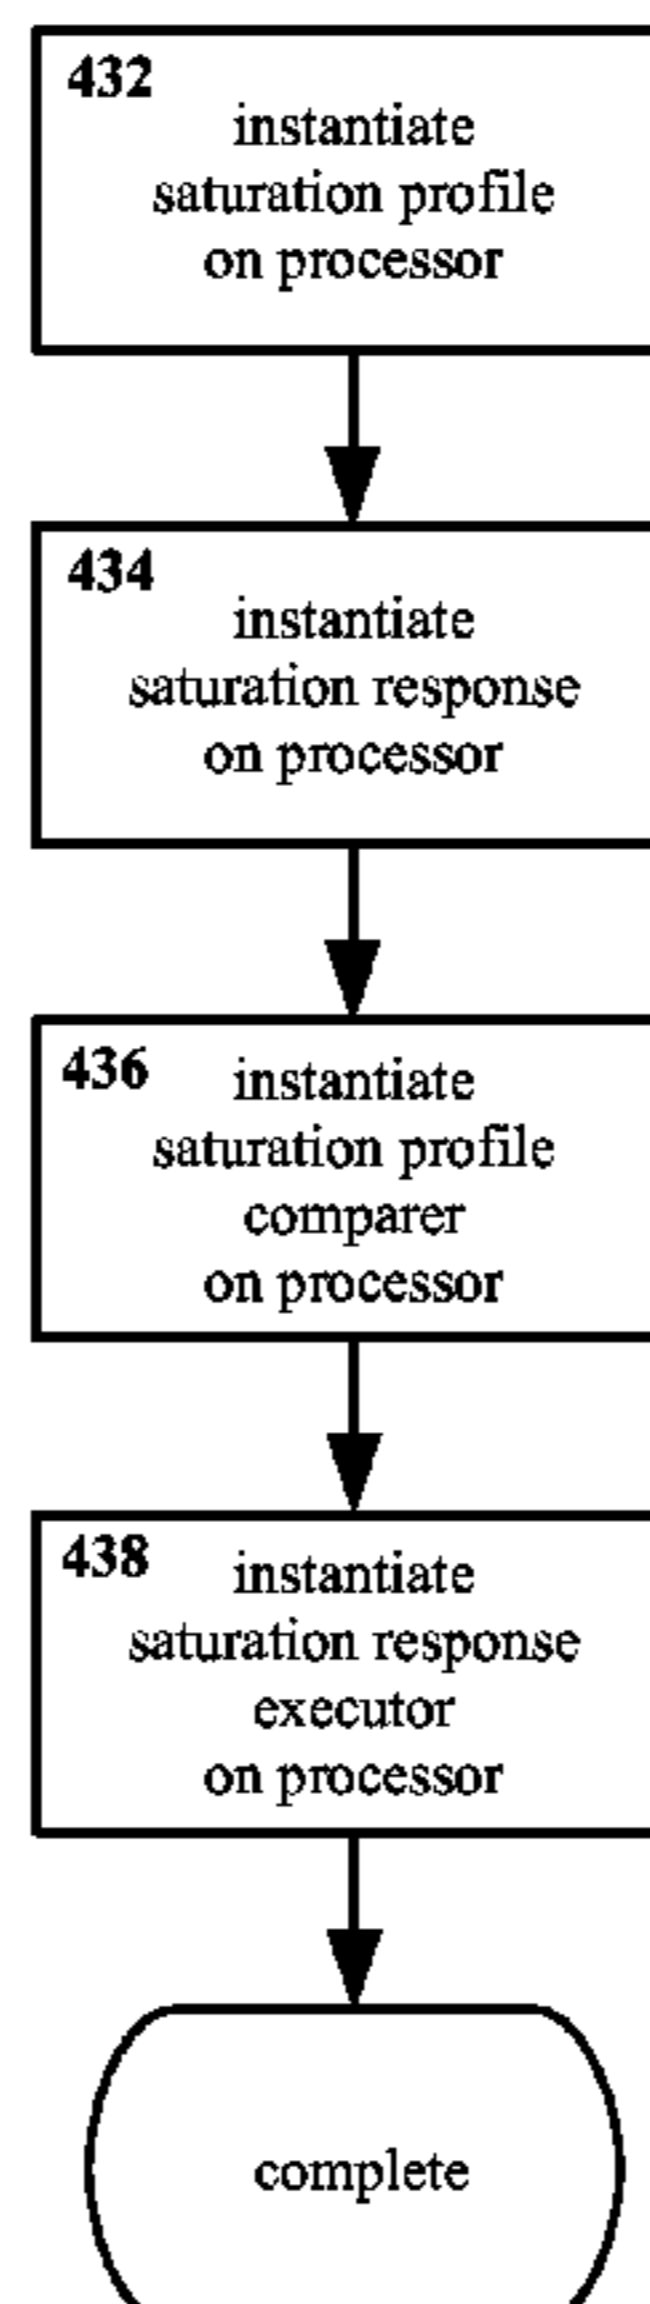 432
instantiate
saturation profile
on processor
434
instantiate
saturation response
on processor
436
instantiate
saturation profile
comparer
on processor
438
instantiate
saturation response
executor
on processor
complete